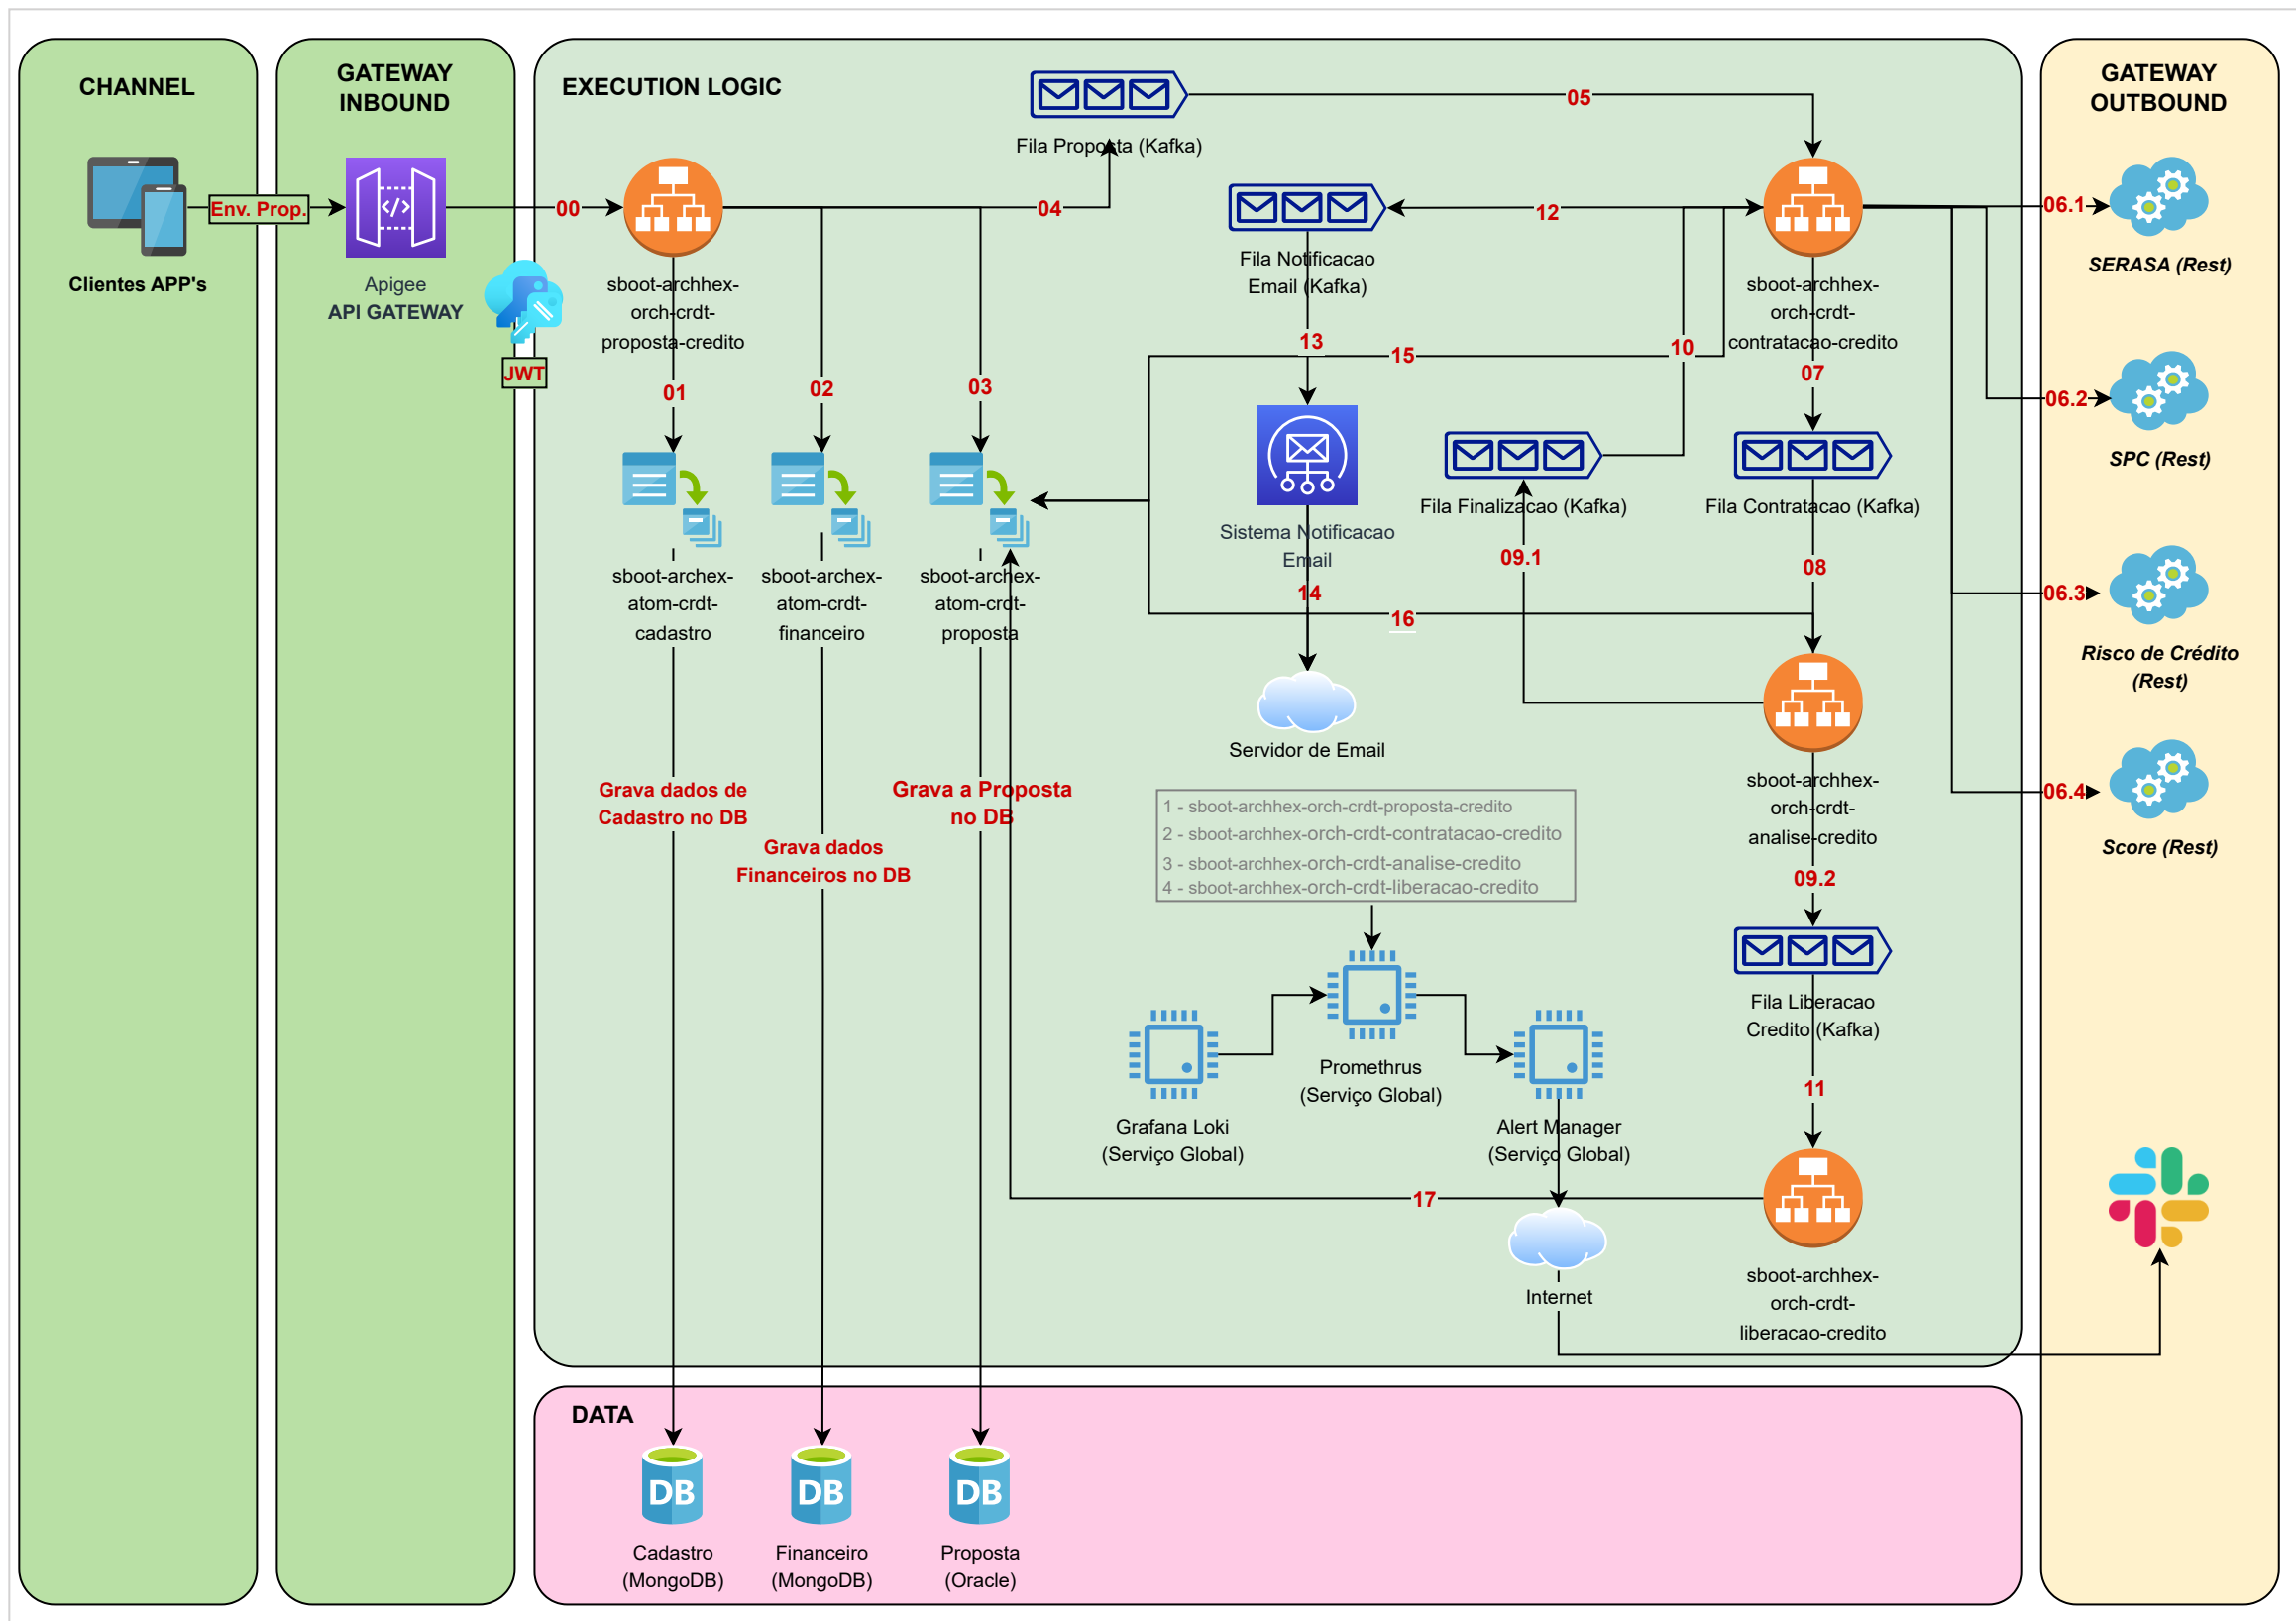 CHANNEL
Env. Prop.
Clientes APP's
GATEWAY
INBOUND
Apigee
API GATEWAY
JWT
EXECUTION LOGIC
00
sboot-archhex-
orch-crdt-
proposta-credito
01
02
03
04
Fila Proposta (Kafka)
05
12
Fila Notificacao
Email (Kafka)
13
15
10
sboot-archhex-
orch-crdt-
contratacao-credito
07
Sistema Notificacao
Email
14
Fila Finalizacao (Kafka)
09.1
Fila Contratacao (Kafka)
08
16
sboot-archex-
atom-crdt-
cadastro
sboot-archex-
atom-crdt-
financeiro
sboot-archex-
atom-crdt-
proposta
Servidor de Email
Grava dados de
Cadastro no DB
Grava dados
Financeiros no DB
Grava a Proposta
no DB
1 - sboot-archhex-orch-crdt-proposta-credito
2 - sboot-archhex-orch-crdt-contratacao-credito
3 - sboot-archhex-orch-crdt-analise-credito
4 - sboot-archhex-orch-crdt-liberacao-credito
sboot-archhex-
orch-crdt-
analise-credito
09.2
Fila Liberacao
Credito (Kafka)
11
Grafana Loki
(Serviço Global)
Promethrus
(Serviço Global)
Alert Manager
(Serviço Global)
17
Internet
sboot-archhex-
orch-crdt-
liberacao-credito
GATEWAY
OUTBOUND
06.1
SERASA (Rest)
06.2
SPC (Rest)
06.3
Risco de Crédito
(Rest)
06.4
Score (Rest)
DATA
DB
Cadastro
(MongoDB)
DB
Financeiro
(MongoDB)
DB
Proposta
(Oracle)